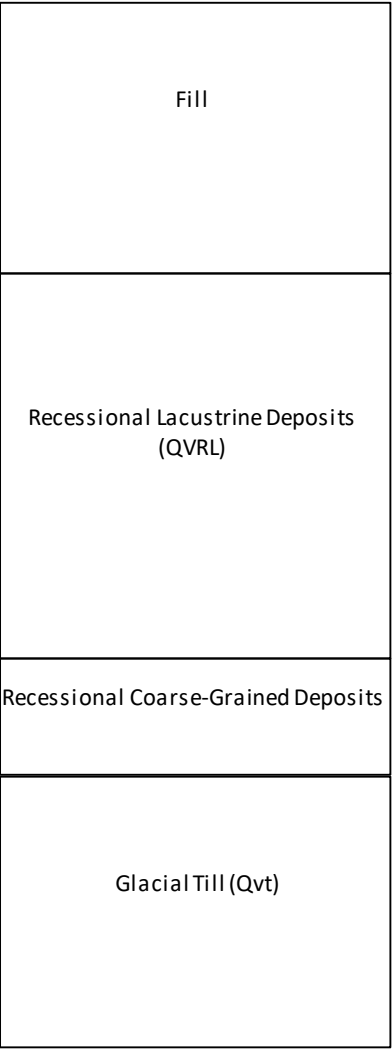 Fill
Recessional Lacustrine Deposits
(QVRL)
Recessional Coarse-Grained Deposits
Glacial Till (Qvt)